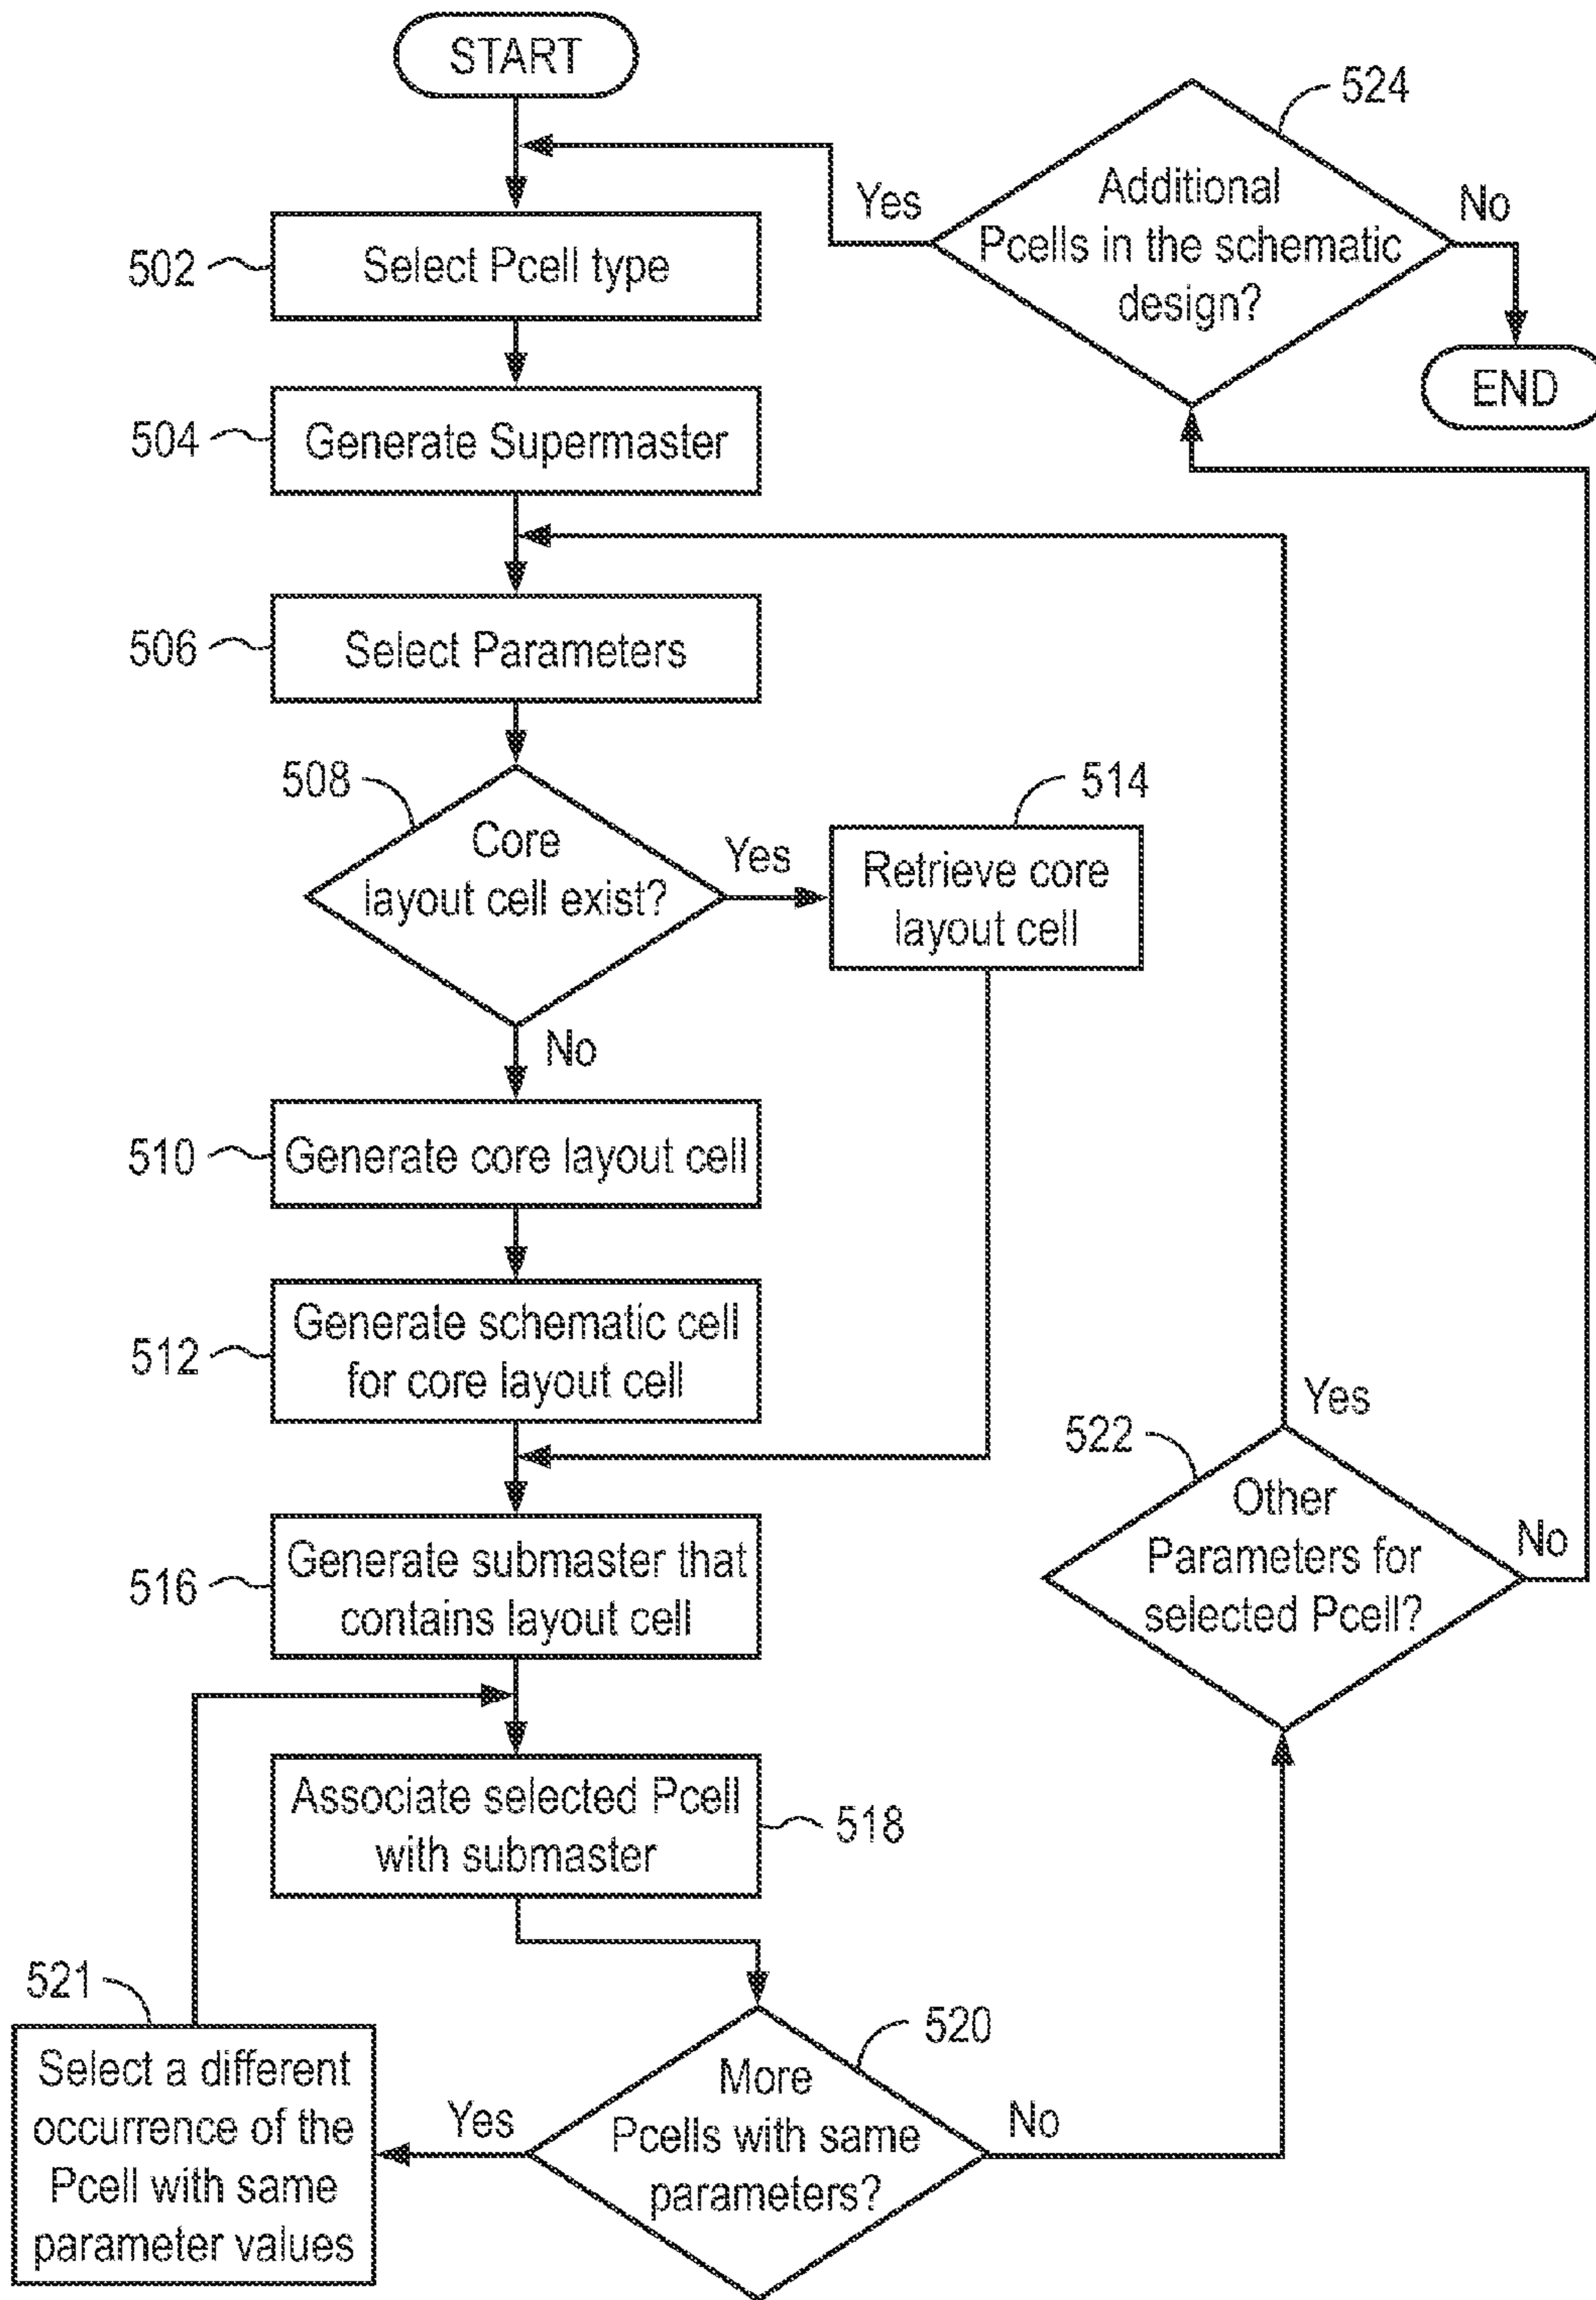 START
502
Select Pcell type
504
Generate Supermaster
506
Select Parameters
508
Core
layout cell exist?
Yes
No
514
Retrieve core
layout cell
510
Generate core layout cell
512
Generate schematic cell
for core layout cell
516
Generate submaster that
contains layout cell
518
Associate selected Pcell
with submaster
520
More
Pcells with same
parameters?
Yes
No
521
Select a different
occurrence of the
Pcell with same
parameter values
522
Other
Parameters for
selected Pcell?
Yes
No
524
Additional
Pcells in the schematic
design?
Yes
No
END